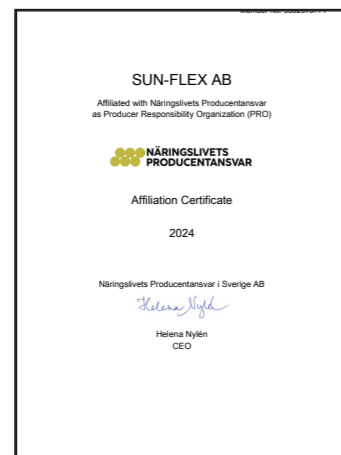 SUN-FLEX AB
Affiliated with Näringslivets Producentansvar
as Producer Responsibility Organization (PRO)
NÄRINGSLIVETS
PRODUCENTANSVAR
Affiliation Certificate
2024
Näringslivets Producentansvar i Sverige AB
Helena Nylén
Helena Nylén
CEO